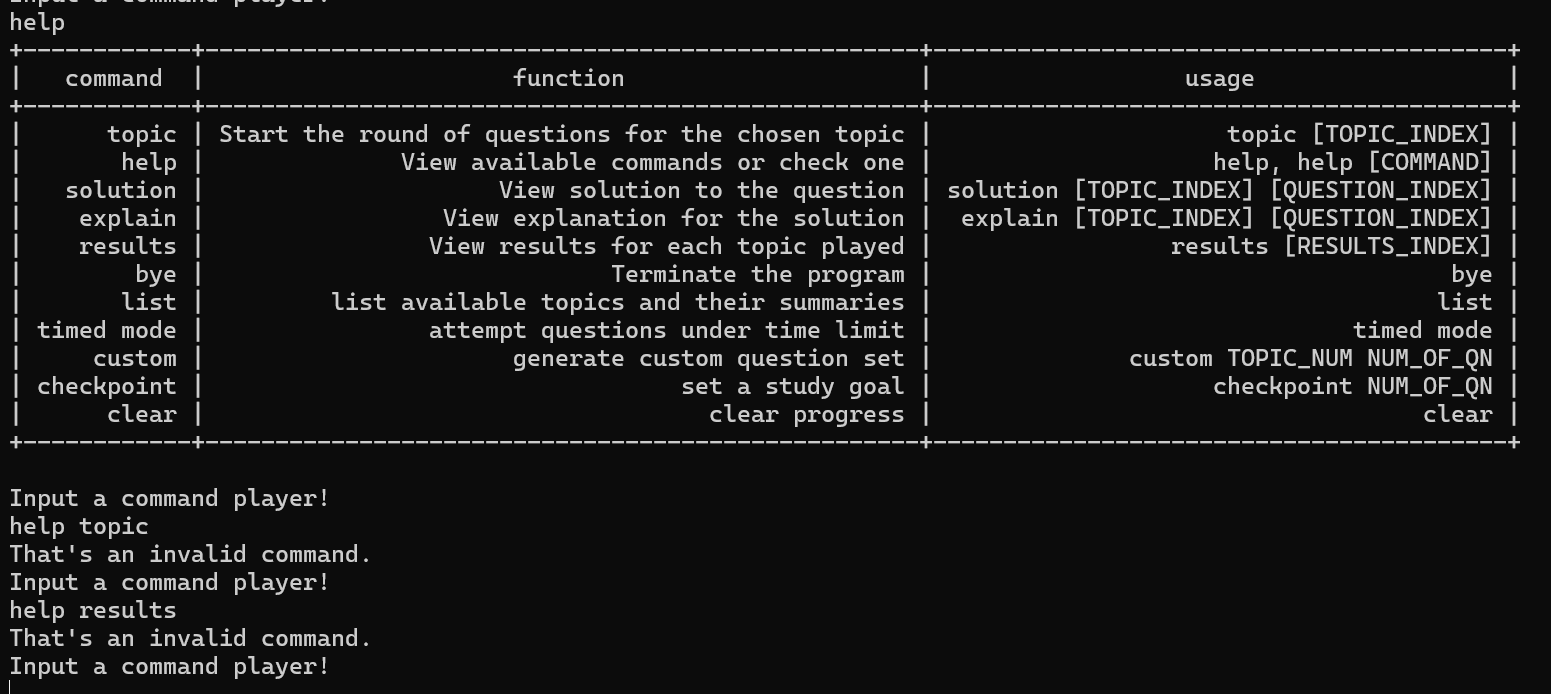 help
+------------+---------------------------------------------------+-----------------------------------------+
|   command  |                      function                     |                  usage                  |
+------------+---------------------------------------------------+-----------------------------------------+
|      topic | Start the round of questions for the chosen topic |                     topic [TOPIC_INDEX] |
|       help |              View available commands or check one |                    help, help [COMMAND] |
|   solution |                     View solution to the question | solution [TOPIC_INDEX] [QUESTION_INDEX] |
|    explain |                 View explanation for the solution |  explain [TOPIC_INDEX] [QUESTION_INDEX] |
|    results |                View results for each topic played |                 results [RESULTS_INDEX] |
|        bye |                             Terminate the program |                                     bye |
|       list |         list available topics and their summaries |                                    list |
| timed mode |                attempt questions under time limit |                              timed mode |
|     custom |                      generate custom question set |              custom TOPIC_NUM NUM_OF_QN |
| checkpoint |                                  set a study goal |                    checkpoint NUM_OF_QN |
|      clear |                                    clear progress |                                   clear |
+------------+---------------------------------------------------+-----------------------------------------+
Input a command player!
help topic
That's an invalid command.
Input a command player!
help results
That's an invalid command.
Input a command player!